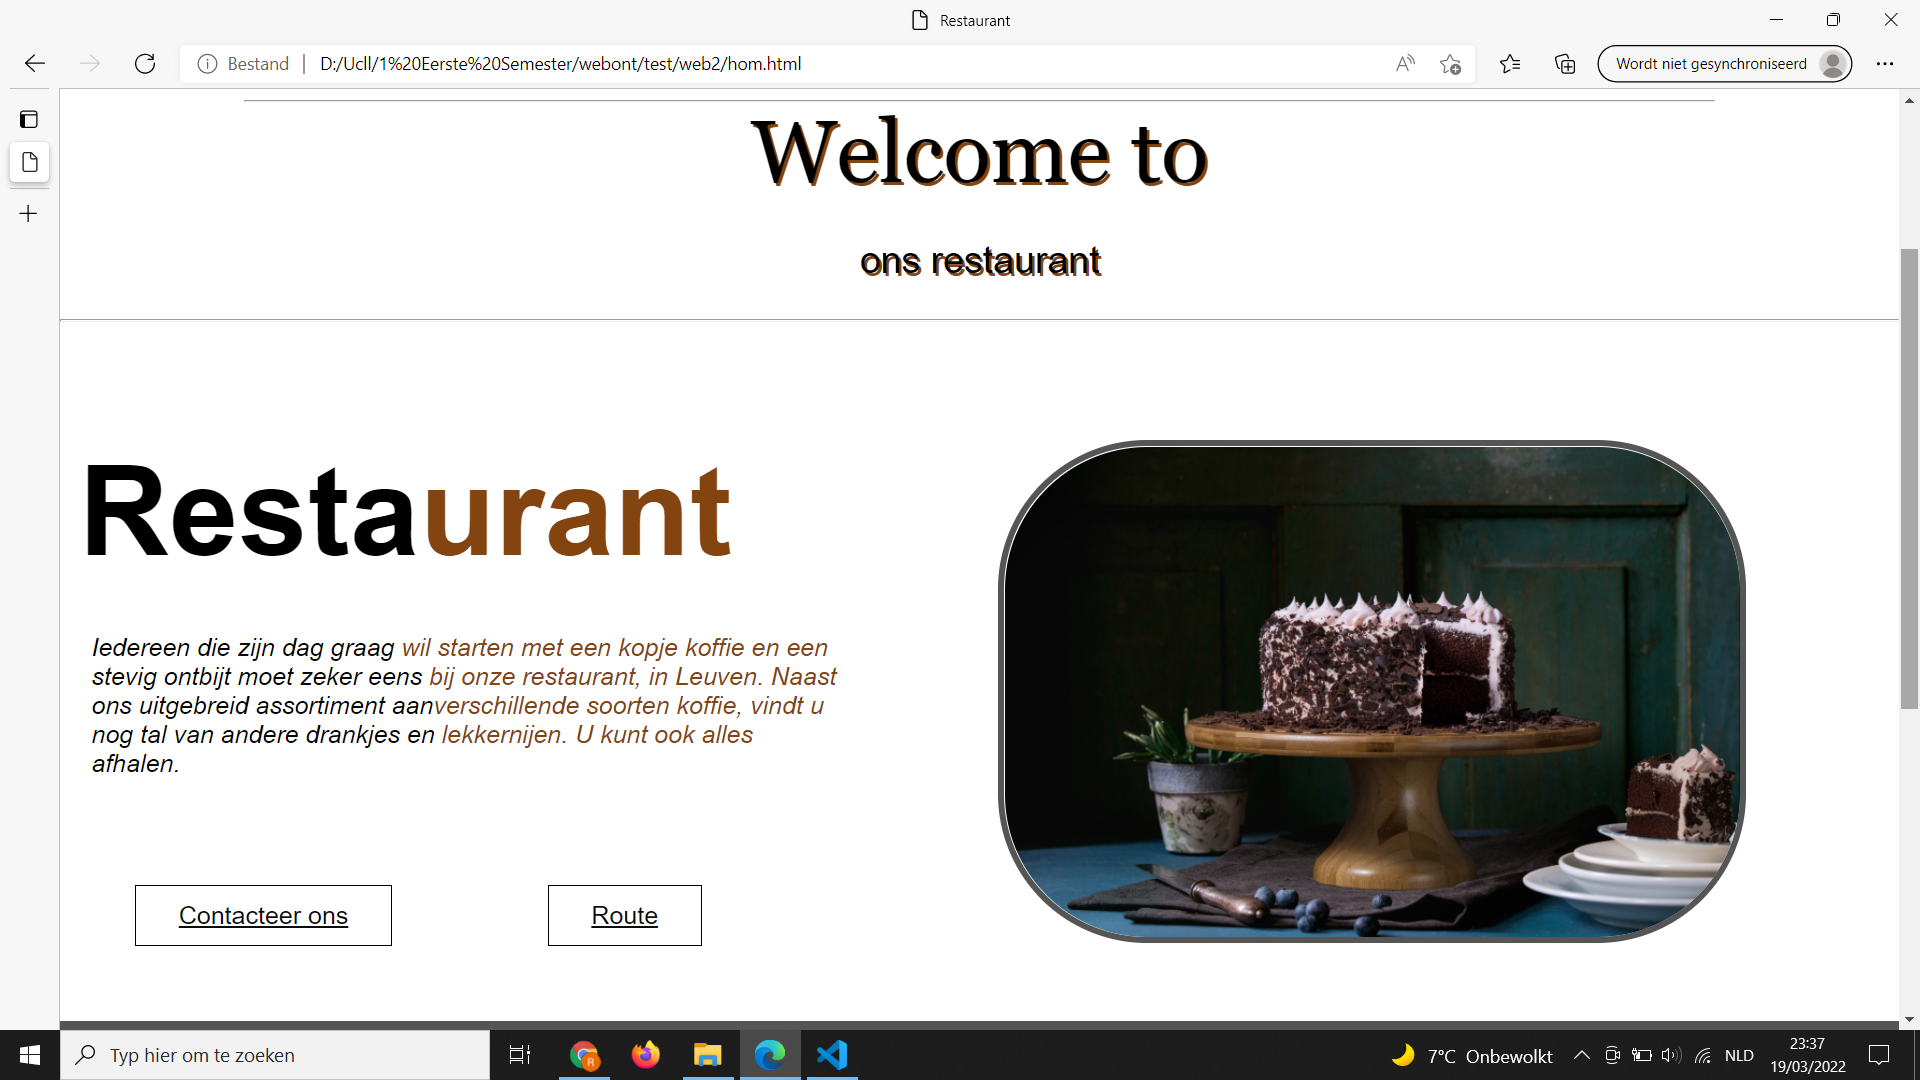 Restaurant
Bestand
D:/Ucll/1%20Eerste%20Semester/webont/test/web2/hom.html
Wordt niet gesynchroniseerd
Welcome to
ons restaurant
Restaurant
Iedereen die zijn dag graag wil starten met een kopje koffie en een
stevig ontbijt moet zeker eens bij onze restaurant, in Leuven. Naast
ons uitgebreid assortiment aanverschillende soorten koffie, vindt u
nog tal van andere drankjes en lekkernijen. U kunt ook alles
afhalen.
Contacteer ons
Route
Typ hier om te zoeken
R
7°C Onbewolkt
NLD
23:37
19/03/2022